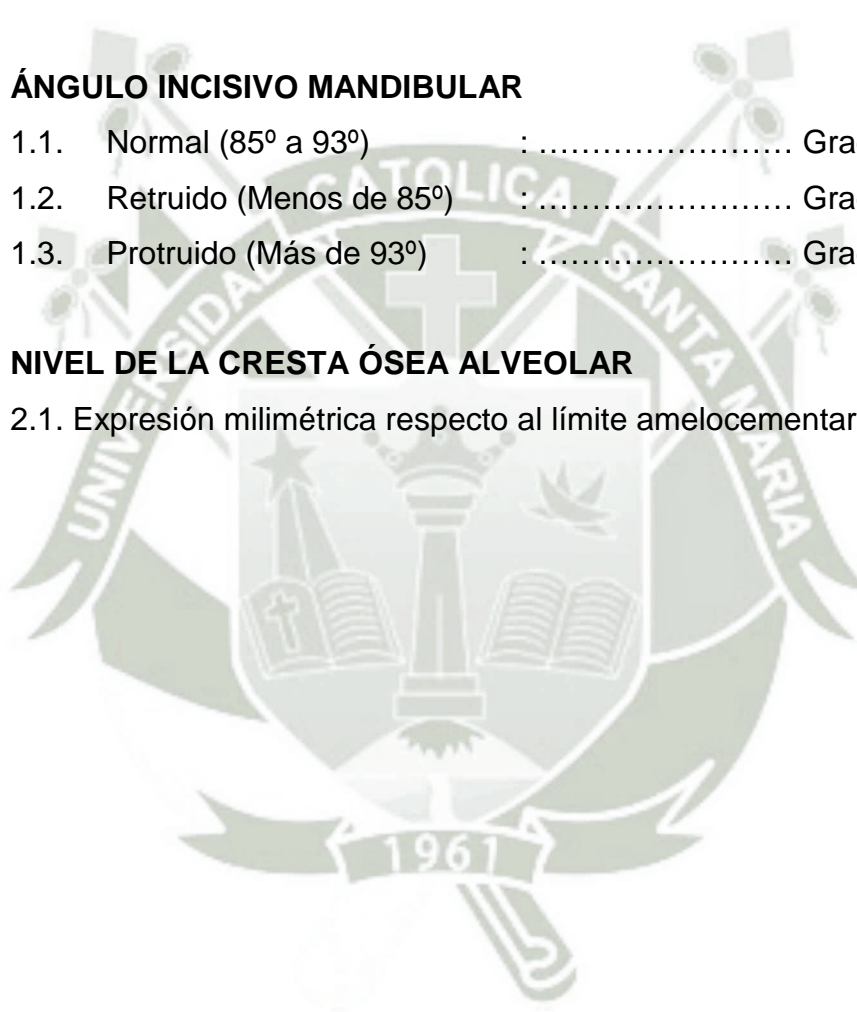 ÁNGULO INCISIVO MANDIBULAR
1.1. Normal (85º a 93º) : …………………… Gra
1.2. Retruido (Menos de 85º) : …………………… Gra
1.3. Protruido (Más de 93º) : …………………… Gra
NIVEL DE LA CRESTA ÓSEA ALVEOLAR
2.1. Expresión milimétrica respecto al límite amelocementar
UNIVERSIDAD CATOLICA SANTA MARIA
1961